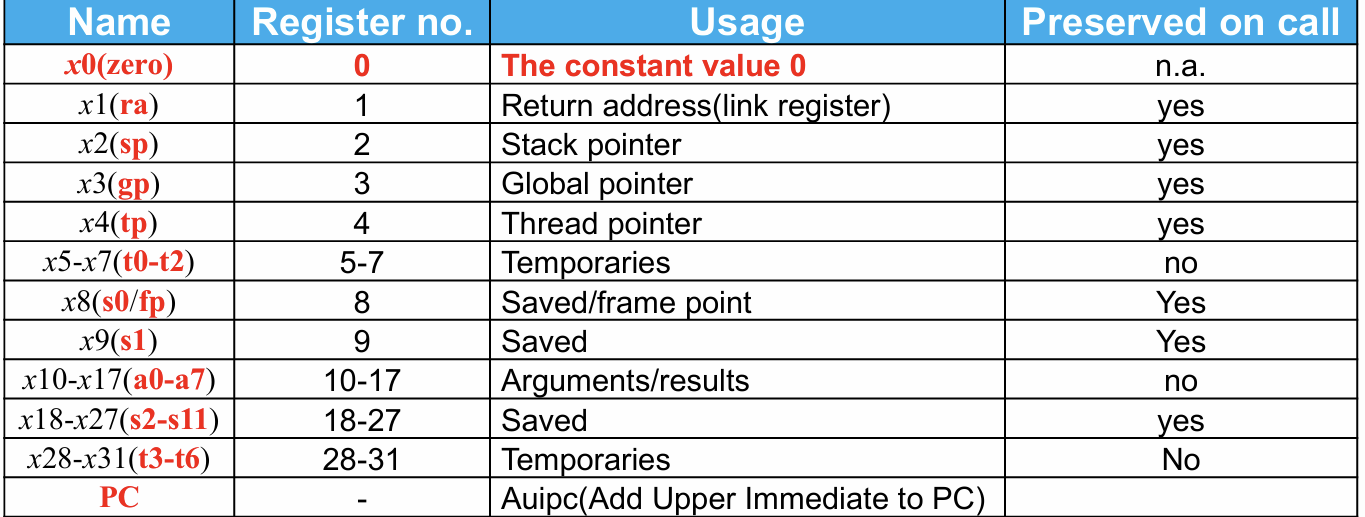 Name Register no. Usage Preserved on call
x0(zero) 0 The constant value 0 n.a.
x1(ra) 1 Return address(link register) yes
x2(sp) 2 Stack pointer yes
x3(gp) 3 Global pointer yes
x4(tp) 4 Thread pointer yes
x5-x7(t0-t2) 5-7 Temporaries no
x8(s0/fp) 8 Saved/frame point Yes
x9(s1) 9 Saved Yes
x10-x17(a0-a7) 10-17 Arguments/results no
x18-x27(s2-s11) 18-27 Saved yes
x28-x31(t3-t6) 28-31 Temporaries No
PC - Auipc(Add Upper Immediate to PC)